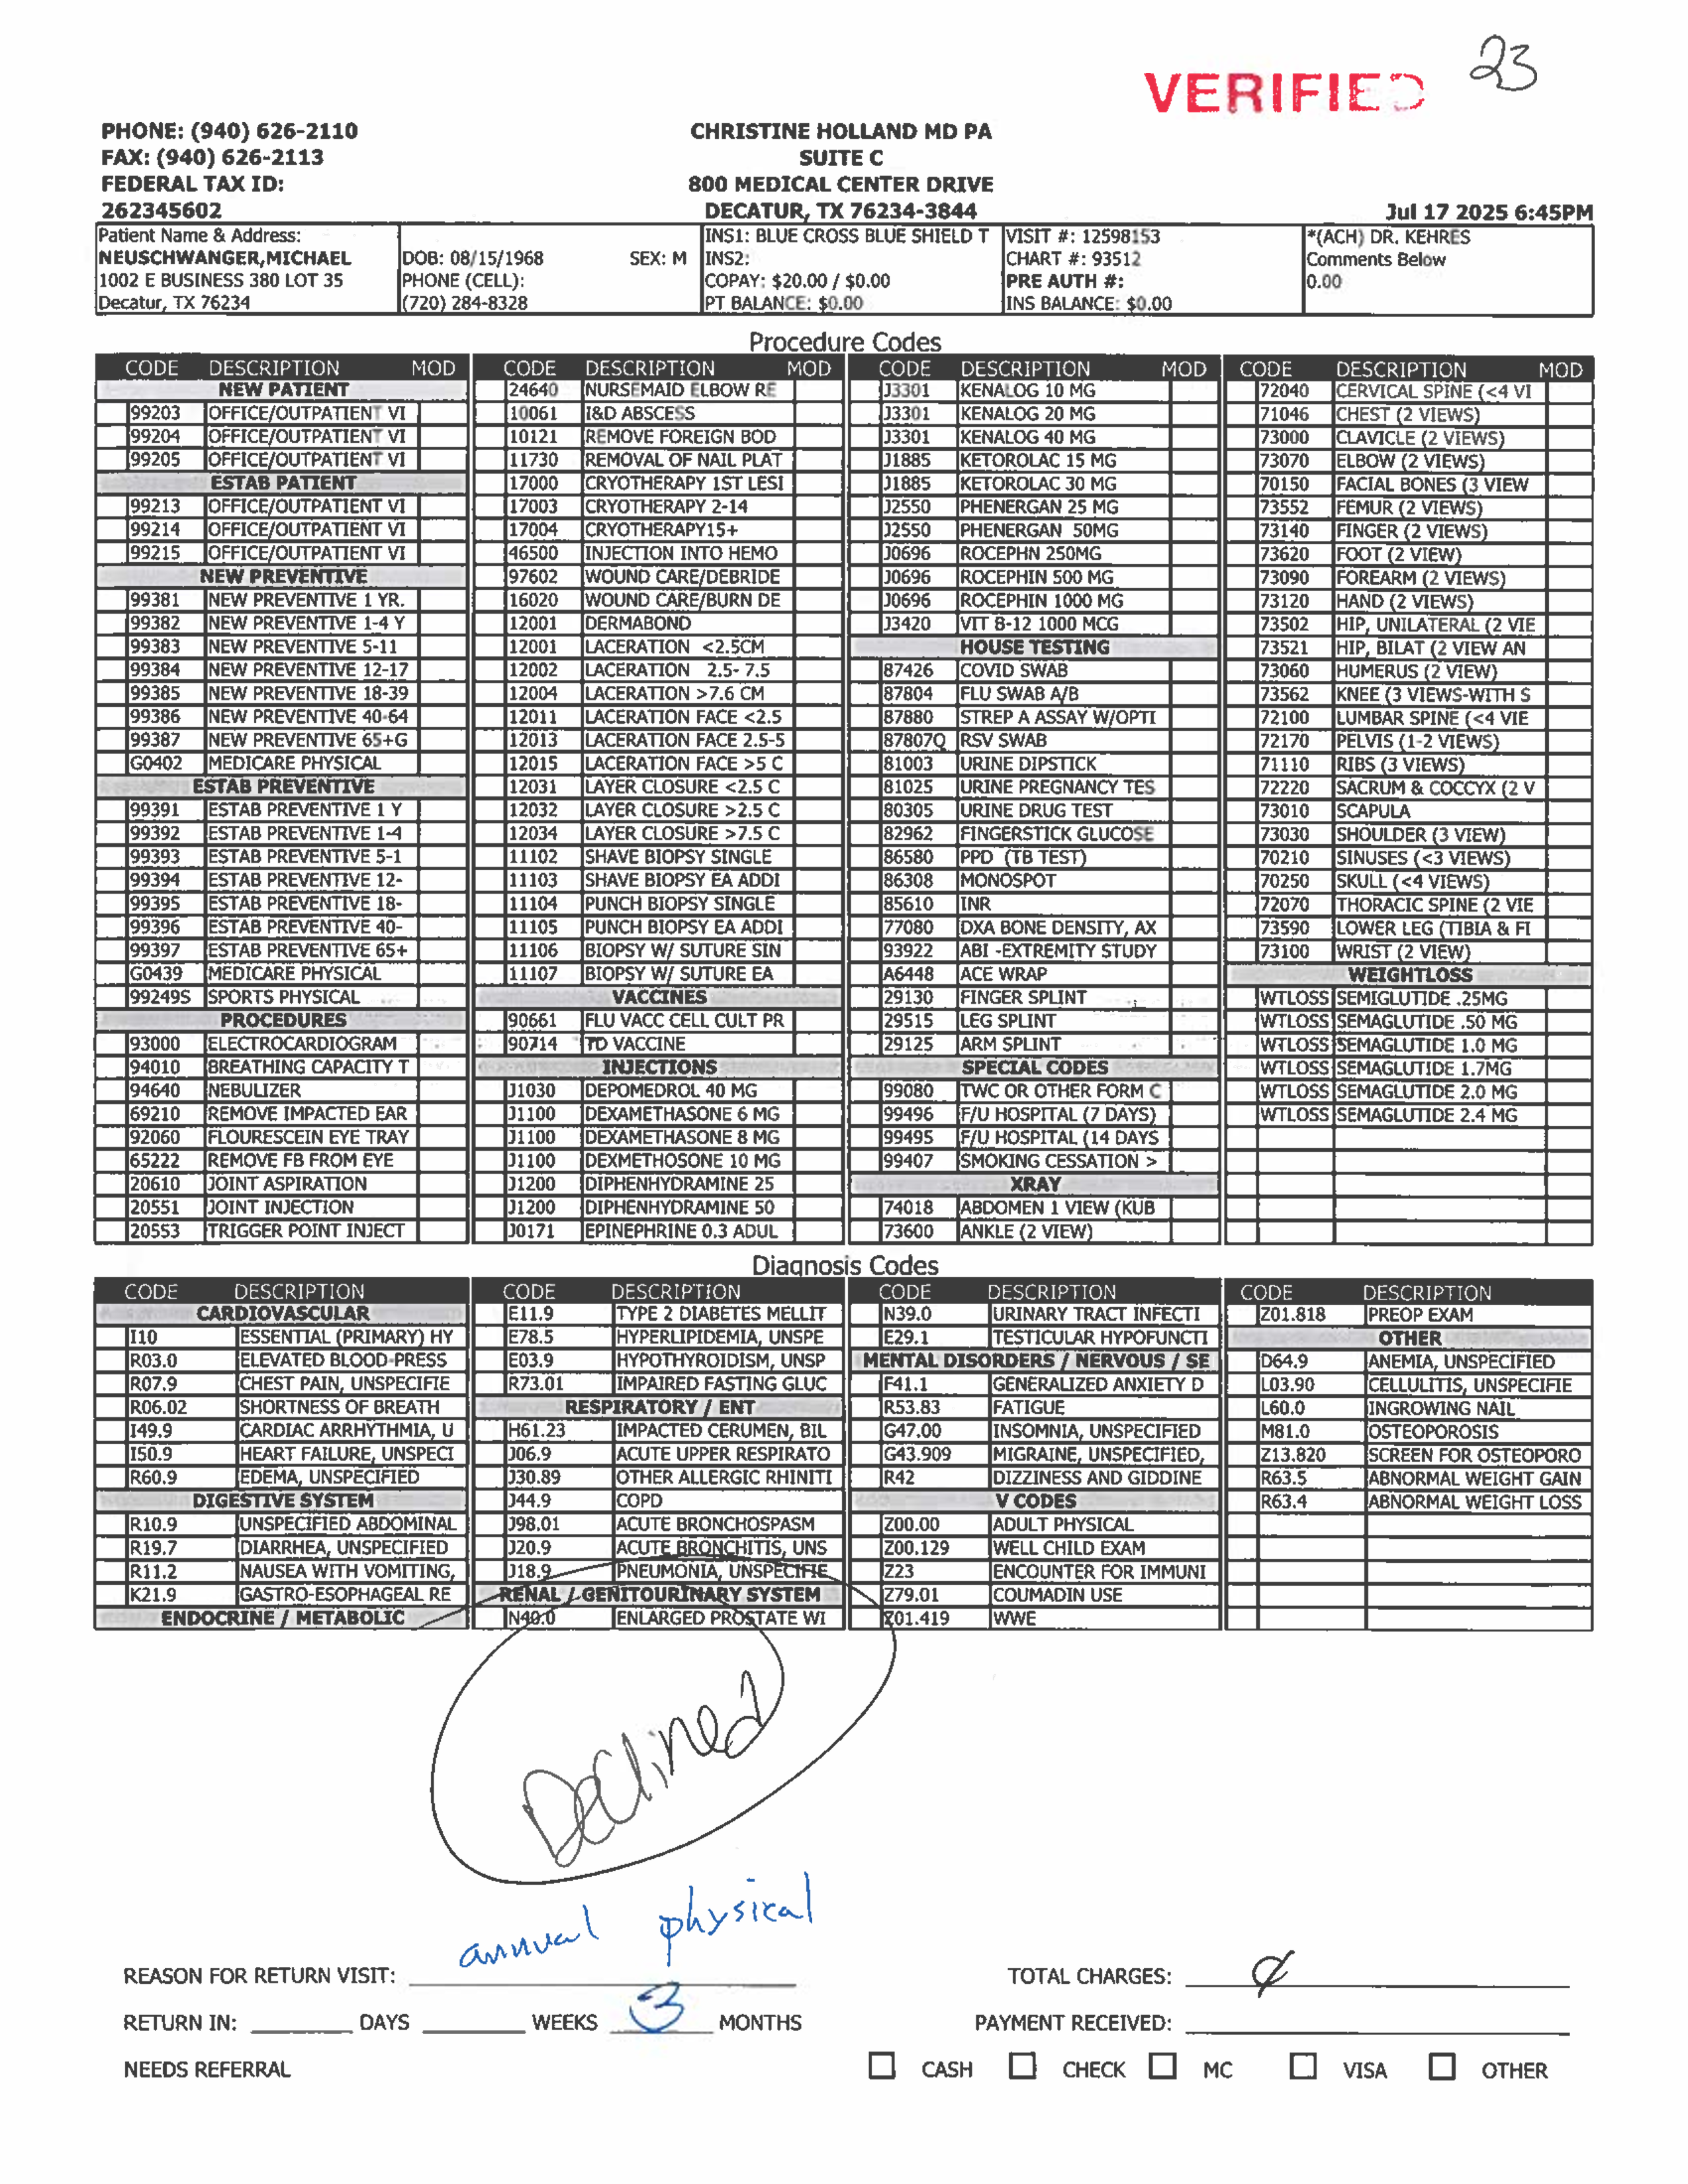 23
VERIFIED
PHONE: (940) 626-2110
FAX: (940) 626-2113
FEDERAL TAX ID:
262345602
CHRISTINE HOLLAND MD PA
SUITE C
800 MEDICAL CENTER DRIVE
DECATUR, TX 76234-3844
Jul 17 2025 6:45PM
Patient Name & Address:
NEUSCHWANGER,MICHAEL
1002 E BUSINESS 380 LOT 35
Decatur, TX 76234
DOB: 08/15/1968 SEX: M
PHONE (CELL):
(720) 284-8328
INS1: BLUE CROSS BLUE SHIELD T
INS2:
COPAY: $20.00 / $0.00
PT BALANCE: $0.00
VISIT #: 12598153
CHART #: 93512
PRE AUTH #:
INS BALANCE: $0.00
*(ACH) DR. KEHRES
Comments Below
0.00
Procedure Codes
CODE DESCRIPTION MOD
NEW PATIENT
99203 OFFICE/OUTPATIENT VI
99204 OFFICE/OUTPATIENT VI
99205 OFFICE/OUTPATIENT VI
ESTAB PATIENT
99213 OFFICE/OUTPATIENT VI
99214 OFFICE/OUTPATIENT VI
99215 OFFICE/OUTPATIENT VI
NEW PREVENTIVE
99381 NEW PREVENTIVE 1 YR.
99382 NEW PREVENTIVE 1-4 Y
99383 NEW PREVENTIVE 5-11
99384 NEW PREVENTIVE 12-17
99385 NEW PREVENTIVE 18-39
99386 NEW PREVENTIVE 40-64
99387 NEW PREVENTIVE 65+G
G0402 MEDICARE PHYSICAL
ESTAB PREVENTIVE
99391 ESTAB PREVENTIVE 1 Y
99392 ESTAB PREVENTIVE 1-4
99393 ESTAB PREVENTIVE 5-1
99394 ESTAB PREVENTIVE 12-
99395 ESTAB PREVENTIVE 18-
99396 ESTAB PREVENTIVE 40-
99397 ESTAB PREVENTIVE 65+
G0439 MEDICARE PHYSICAL
99249S SPORTS PHYSICAL
PROCEDURES
93000 ELECTROCARDIOGRAM
94010 BREATHING CAPACITY T
94640 NEBULIZER
69210 REMOVE IMPACTED EAR
92060 FLOURESCEIN EYE TRAY
65222 REMOVE FB FROM EYE
20610 JOINT ASPIRATION
20551 JOINT INJECTION
20553 TRIGGER POINT INJECT
CODE DESCRIPTION MOD
24640 NURSEMAID ELBOW RE
10061 I&D ABSCESS
10121 REMOVE FOREIGN BOD
11730 REMOVAL OF NAIL PLAT
17000 CRYOTHERAPY 1ST LESI
17003 CRYOTHERAPY 2-14
17004 CRYOTHERAPY15+
46500 INJECTION INTO HEMO
97602 WOUND CARE/DEBRIDE
16020 WOUND CARE/BURN DE
12001 DERMABOND
12001 LACERATION <2.5CM
12002 LACERATION 2.5- 7.5
12004 LACERATION >7.6 CM
12011 LACERATION FACE <2.5
12013 LACERATION FACE 2.5-5
12015 LACERATION FACE >5 C
12031 LAYER CLOSURE <2.5 C
12032 LAYER CLOSURE >2.5 C
12034 LAYER CLOSURE >7.5 C
11102 SHAVE BIOPSY SINGLE
11103 SHAVE BIOPSY EA ADDI
11104 PUNCH BIOPSY SINGLE
11105 PUNCH BIOPSY EA ADDI
11106 BIOPSY W/ SUTURE SIN
11107 BIOPSY W/ SUTURE EA
VACCINES
90661 FLU VACC CELL CULT PR
90714 TD VACCINE
INJECTIONS
J1030 DEPOMEDROL 40 MG
J1100 DEXAMETHASONE 6 MG
J1100 DEXAMETHASONE 8 MG
J1100 DEXMETHOSONE 10 MG
J1200 DIPHENHYDRAMINE 25
J1200 DIPHENHYDRAMINE 50
J0171 EPINEPHRINE 0.3 ADUL
CODE DESCRIPTION MOD
J3301 KENALOG 10 MG
J3301 KENALOG 20 MG
J3301 KENALOG 40 MG
J1885 KETOROLAC 15 MG
J1885 KETOROLAC 30 MG
J2550 PHENERGAN 25 MG
J2550 PHENERGAN 50MG
J0696 ROCEPHN 250MG
J0696 ROCEPHIN 500 MG
J0696 ROCEPHIN 1000 MG
J3420 VIT B-12 1000 MCG
HOUSE TESTING
87426 COVID SWAB
87804 FLU SWAB A/B
87880 STREP A ASSAY W/OPTI
87807Q RSV SWAB
81003 URINE DIPSTICK
81025 URINE PREGNANCY TES
80305 URINE DRUG TEST
82962 FINGERSTICK GLUCOSE
86580 PPD (TB TEST)
86308 MONOSPOT
85610 INR
77080 DXA BONE DENSITY, AX
93922 ABI -EXTREMITY STUDY
A6448 ACE WRAP
29130 FINGER SPLINT
29515 LEG SPLINT
29125 ARM SPLINT
SPECIAL CODES
99080 TWC OR OTHER FORM C
99496 F/U HOSPITAL (7 DAYS)
99495 F/U HOSPITAL (14 DAYS
99407 SMOKING CESSATION >
XRAY
74018 ABDOMEN 1 VIEW (KUB
73600 ANKLE (2 VIEW)
CODE DESCRIPTION MOD
72040 CERVICAL SPINE (<4 VI
71046 CHEST (2 VIEWS)
73000 CLAVICLE (2 VIEWS)
73070 ELBOW (2 VIEWS)
70150 FACIAL BONES (3 VIEW
73552 FEMUR (2 VIEWS)
73140 FINGER (2 VIEWS)
73620 FOOT (2 VIEW)
73090 FOREARM (2 VIEWS)
73120 HAND (2 VIEWS)
73502 HIP, UNILATERAL (2 VIE
73521 HIP, BILAT (2 VIEW AN
73060 HUMERUS (2 VIEW)
73562 KNEE (3 VIEWS-WITH S
72100 LUMBAR SPINE (<4 VIE
72170 PELVIS (1-2 VIEWS)
71110 RIBS (3 VIEWS)
72220 SACRUM & COCCYX (2 V
73010 SCAPULA
73030 SHOULDER (3 VIEW)
70210 SINUSES (<3 VIEWS)
70250 SKULL (<4 VIEWS)
72070 THORACIC SPINE (2 VIE
73590 LOWER LEG (TIBIA & FI
73100 WRIST (2 VIEW)
WEIGHTLOSS
WTLOSS SEMIGLUTIDE .25MG
WTLOSS SEMAGLUTIDE .50 MG
WTLOSS SEMAGLUTIDE 1.0 MG
WTLOSS SEMAGLUTIDE 1.7MG
WTLOSS SEMAGLUTIDE 2.0 MG
WTLOSS SEMAGLUTIDE 2.4 MG
Diagnosis Codes
CODE DESCRIPTION
CARDIOVASCULAR
I10 ESSENTIAL (PRIMARY) HY
R03.0 ELEVATED BLOOD-PRESS
R07.9 CHEST PAIN, UNSPECIFIE
R06.02 SHORTNESS OF BREATH
I49.9 CARDIAC ARRHYTHMIA, U
I50.9 HEART FAILURE, UNSPECI
R60.9 EDEMA, UNSPECIFIED
DIGESTIVE SYSTEM
R10.9 UNSPECIFIED ABDOMINAL
R19.7 DIARRHEA, UNSPECIFIED
R11.2 NAUSEA WITH VOMITING,
K21.9 GASTRO-ESOPHAGEAL RE
ENDOCRINE / METABOLIC
CODE DESCRIPTION
E11.9 TYPE 2 DIABETES MELLIT
E78.5 HYPERLIPIDEMIA, UNSPE
E03.9 HYPOTHYROIDISM, UNSP
R73.01 IMPAIRED FASTING GLUC
RESPIRATORY / ENT
H61.23 IMPACTED CERUMEN, BIL
J06.9 ACUTE UPPER RESPIRATO
J30.89 OTHER ALLERGIC RHINITI
J44.9 COPD
J98.01 ACUTE BRONCHOSPASM
J20.9 ACUTE BRONCHITIS, UNS
J18.9 PNEUMONIA, UNSPECIFIE
RENAL / GENITOURINARY SYSTEM
N40.0 ENLARGED PROSTATE WI
CODE DESCRIPTION
N39.0 URINARY TRACT INFECTI
E29.1 TESTICULAR HYPOFUNCTI
MENTAL DISORDERS / NERVOUS / SE
F41.1 GENERALIZED ANXIETY D
R53.83 FATIGUE
G47.00 INSOMNIA, UNSPECIFIED
G43.909 MIGRAINE, UNSPECIFIED,
R42 DIZZINESS AND GIDDINE
V CODES
Z00.00 ADULT PHYSICAL
Z00.129 WELL CHILD EXAM
Z23 ENCOUNTER FOR IMMUNI
Z79.01 COUMADIN USE
Z01.419 WWE
CODE DESCRIPTION
Z01.818 PREOP EXAM
OTHER
D64.9 ANEMIA, UNSPECIFIED
L03.90 CELLULITIS, UNSPECIFIE
L60.0 INGROWING NAIL
M81.0 OSTEOPOROSIS
Z13.820 SCREEN FOR OSTEOPORO
R63.5 ABNORMAL WEIGHT GAIN
R63.4 ABNORMAL WEIGHT LOSS
Declined
REASON FOR RETURN VISIT: annual physical
RETURN IN: DAYS WEEKS 3 MONTHS
NEEDS REFERRAL
TOTAL CHARGES:
PAYMENT RECEIVED:
CASH CHECK MC VISA OTHER